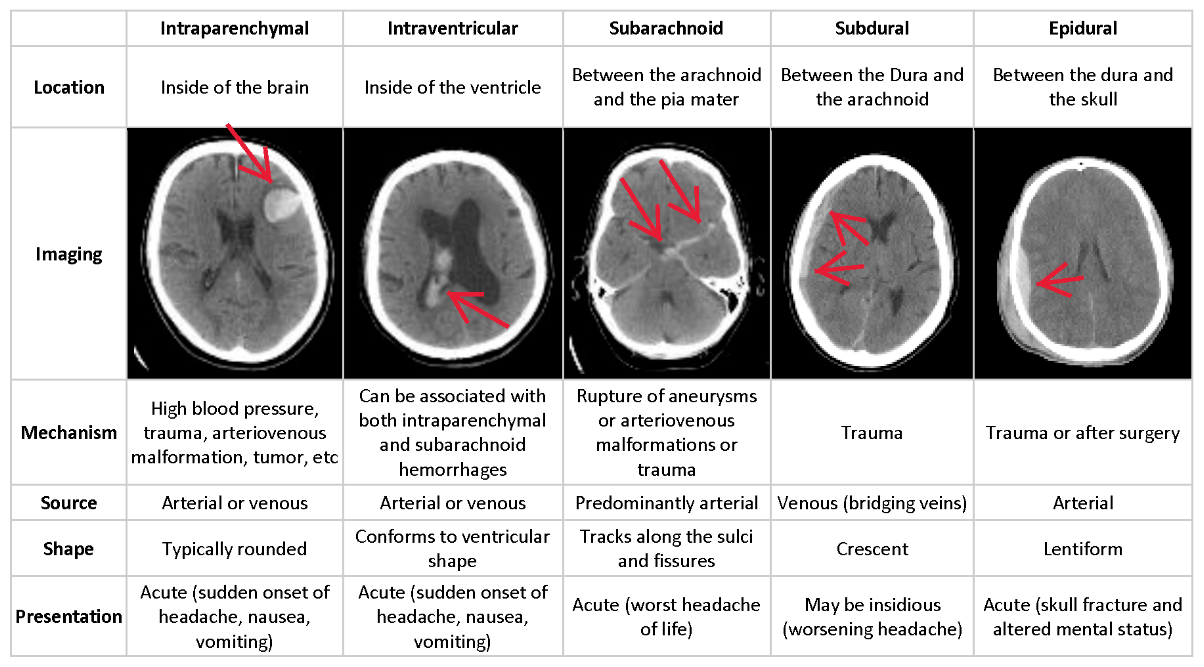 Intraparenchymal Intraventricular Subarachnoid Subdural Epidural
Location
Inside of the brain
Inside of the ventricle
Between the arachnoid
and the pia mater
Between the Dura and
the arachnoid
Between the dura and
the skull
Imaging
Mechanism
High blood pressure,
trauma, arteriovenous
malformation, tumor, etc
Can be associated with
both intraparenchymal
and subarachnoid
hemorrhages
Rupture of aneurysms
or arteriovenous
malformations or
trauma
Trauma
Trauma or after surgery
Source
Arterial or venous
Arterial or venous
Predominantly arterial
Venous (bridging veins)
Arterial
Shape
Typically rounded
Conforms to ventricular
shape
Tracks along the sulci
and fissures
Crescent
Lentiform
Presentation
Acute (sudden onset of
headache, nausea,
vomiting)
Acute (sudden onset of
headache, nausea,
vomiting)
Acute (worst headache
of life)
May be insidious
(worsening headache)
Acute (skull fracture and
altered mental status)